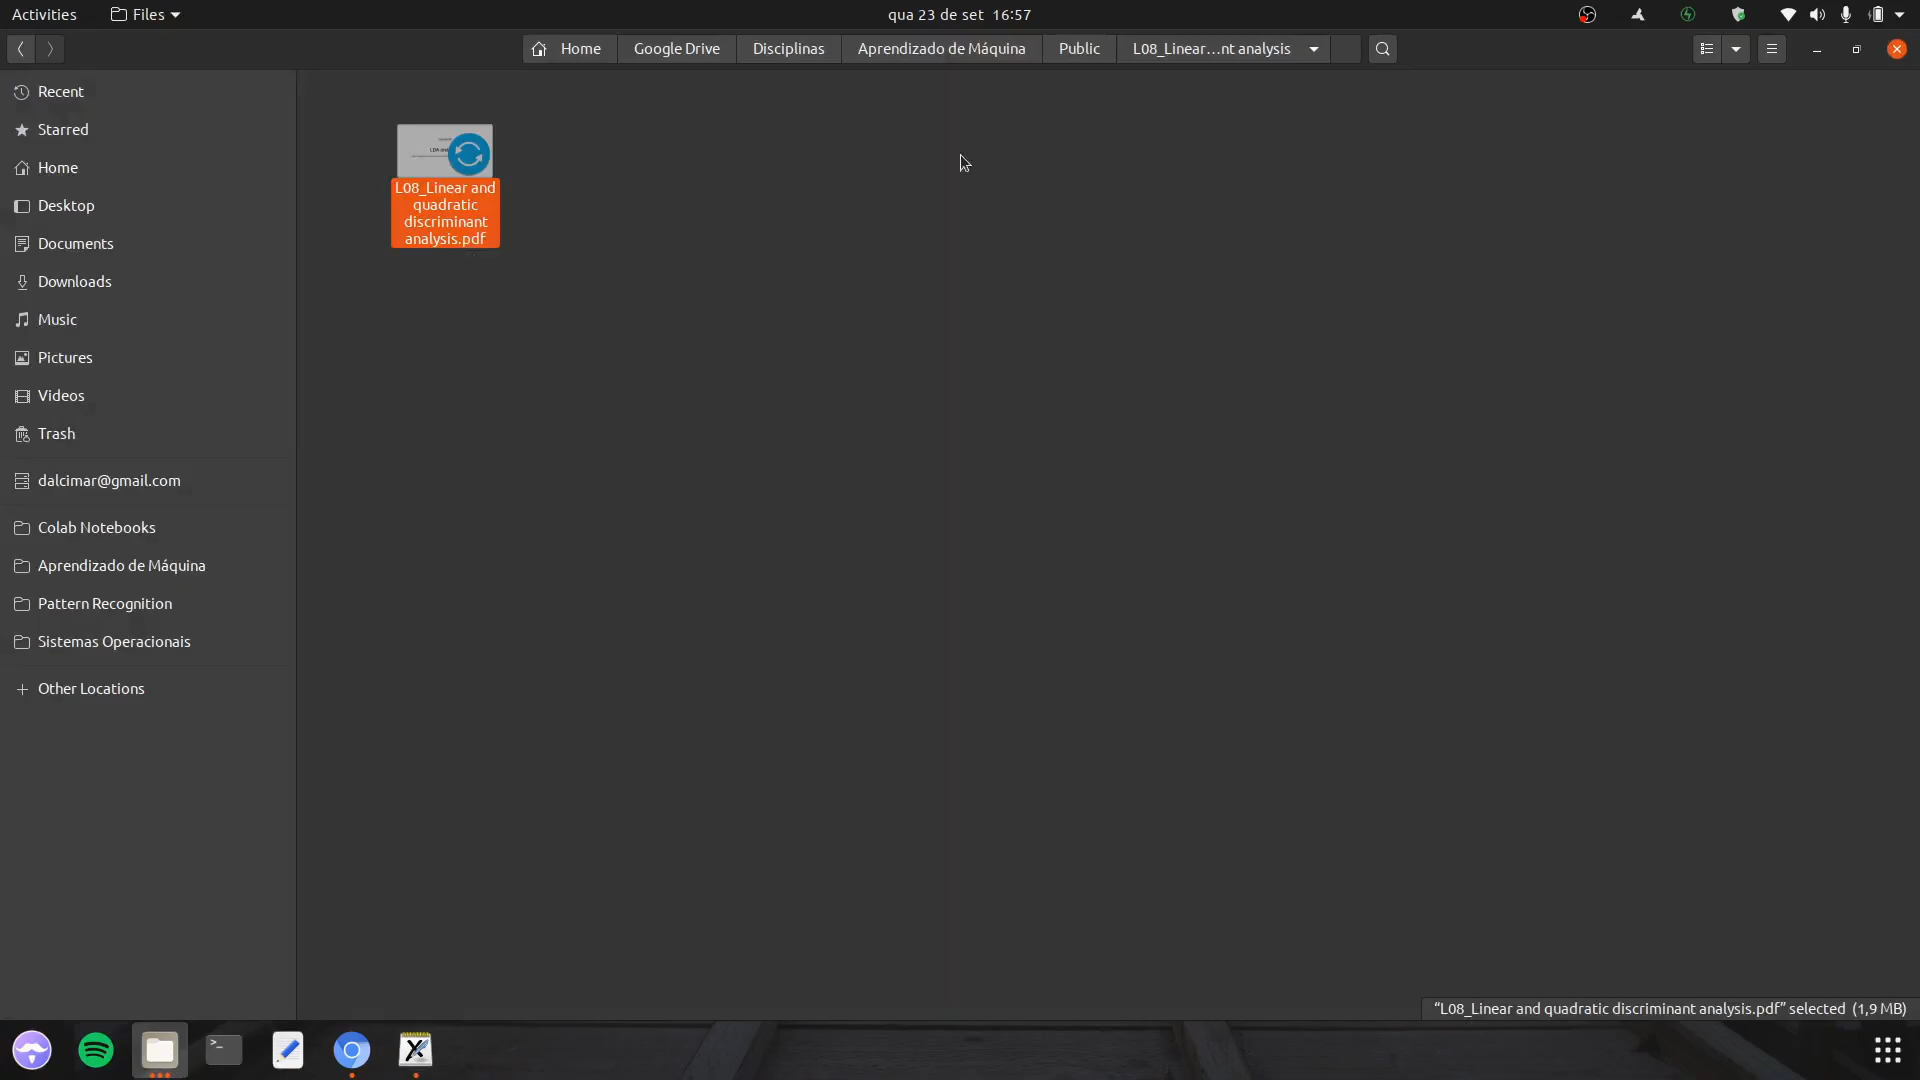 Activities
Files
qua 23 de set 16:57
Home
Google Drive
Disciplinas
Aprendizado de Máquina
Public
L08_Linear…nt analysis
Recent
Starred
Home
Desktop
Documents
Downloads
Music
Pictures
Videos
Trash
dalcimar@gmail.com
Colab Notebooks
Aprendizado de Máquina
Pattern Recognition
Sistemas Operacionais
Other Locations
L08_Linear and
quadratic
discriminant
analysis.pdf
“L08_Linear and quadratic discriminant analysis.pdf” selected (1,9 MB)